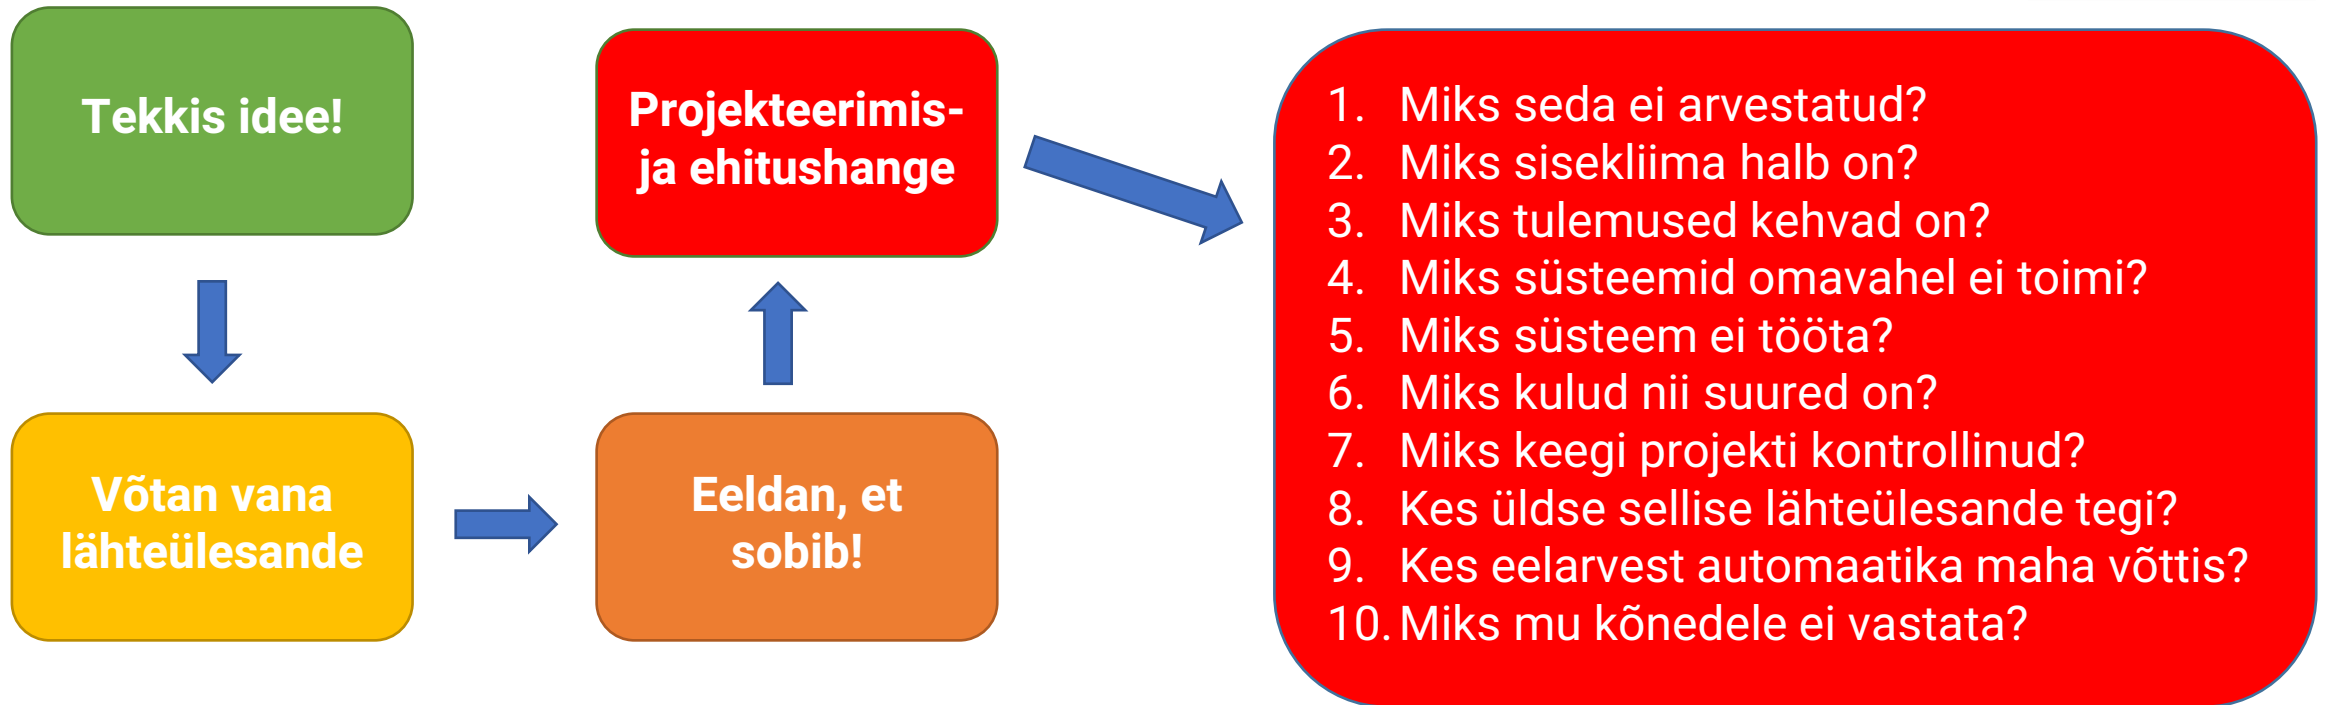 Tekkis idee!
Võtan vana
lähteülesande
Eeldan, et
sobib!
Projekteerimis-
ja ehitushange
1. Miks seda ei arvestatud?
2. Miks sisekliima halb on?
3. Miks tulemused kehvad on?
4. Miks süsteemid omavahel ei toimi?
5. Miks süsteem ei tööta?
6. Miks kulud nii suured on?
7. Miks keegi projekti kontrollinud?
8. Kes üldse sellise lähteülesande tegi?
9. Kes eelarvest automaatika maha võttis?
10. Miks mu kõnedele ei vastata?